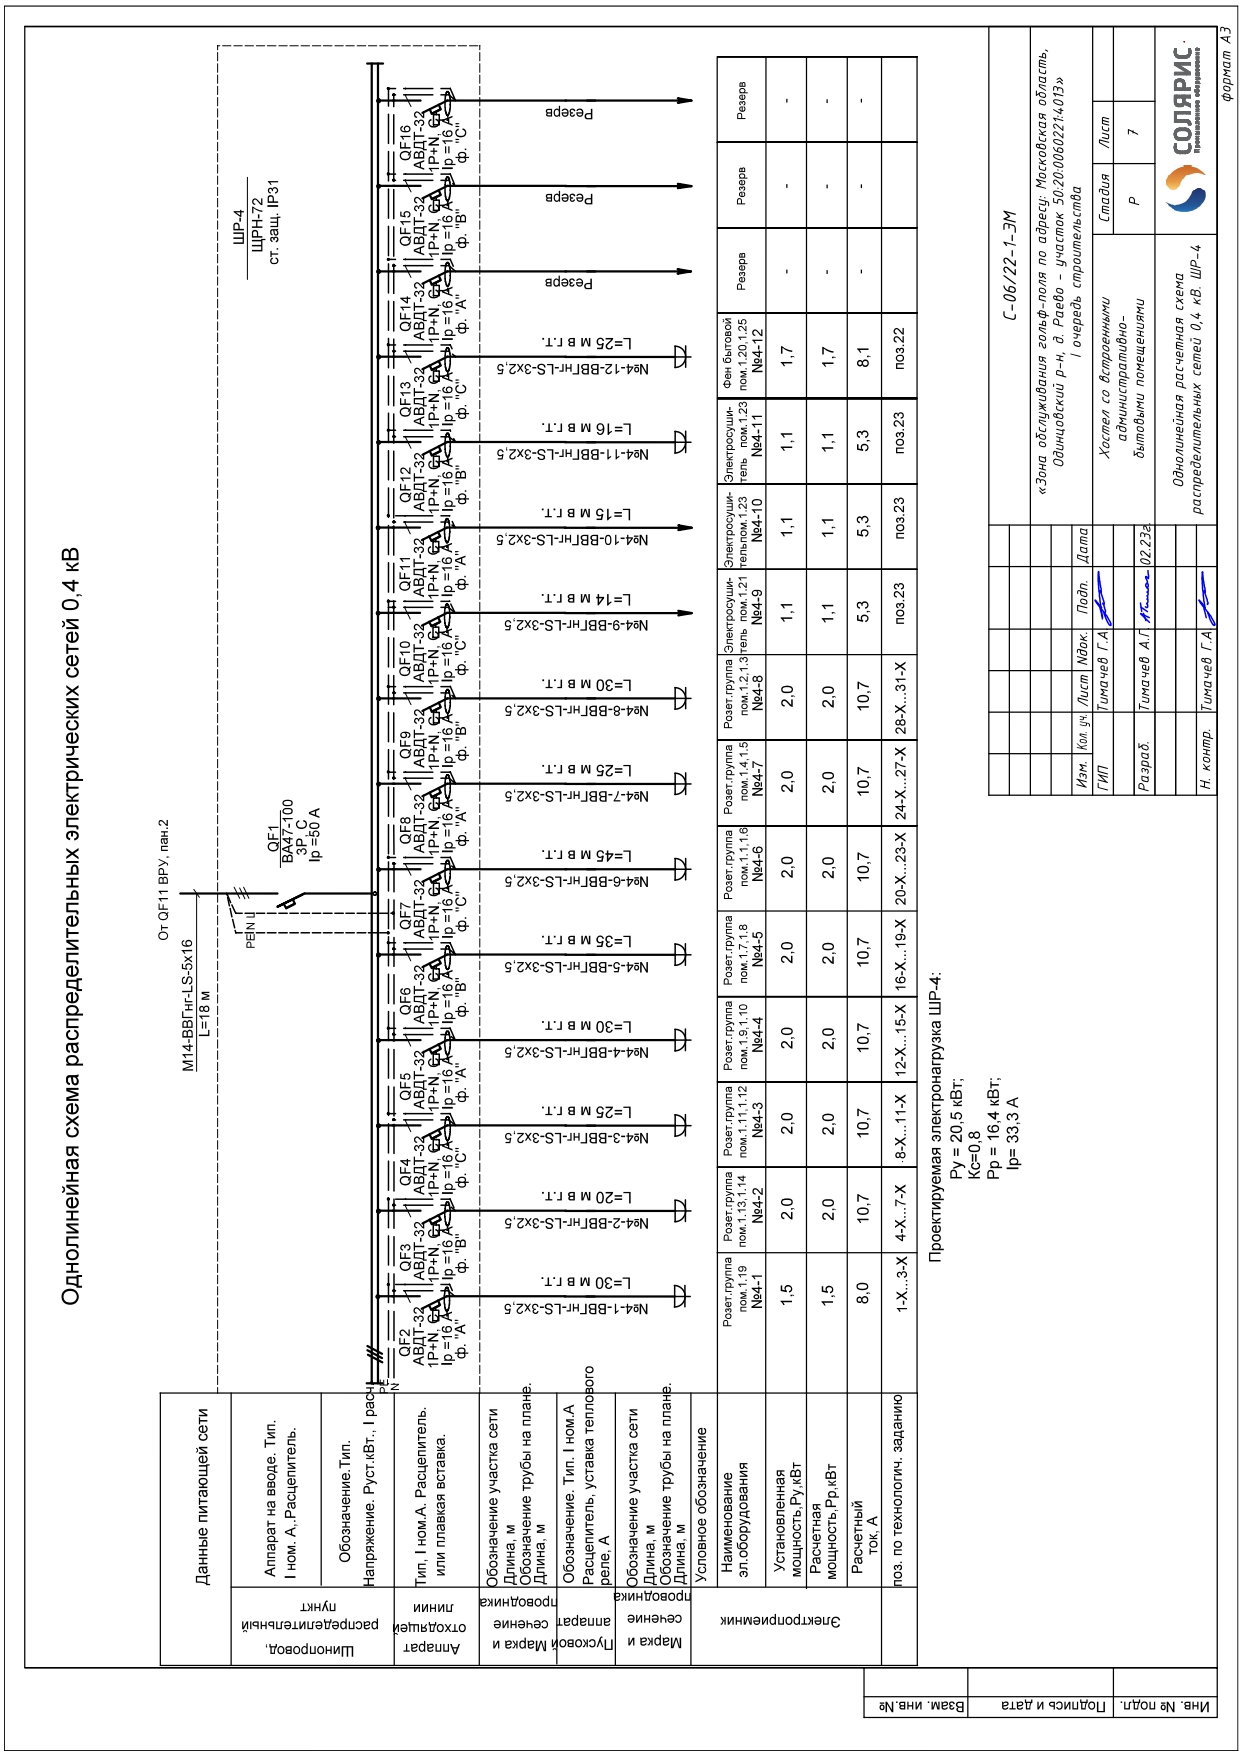 Однолинейная схема распределительных электрических сетей 0,4 кВ
Данные питающей сети
М14-ВВГнг-LS-5х16
L=18 м
От QF11 ВРУ, пан.2
PE N L
QF1
ВА47-100
3Р, С
Iр =50 А
ШР-4
ЩРН-72
ст. защ. IP31
Шинопровод,
распределительный
пункт
Аппарат на вводе. Тип.
I ном. А,.Расцепитель.
Обозначение.Тип.
Напряжение. Руст.кВт., I расч
PE
N
Аппарат
отходящей
линии
Тип, I ном.А. Расцепитель.
или плавкая вставка.
QF2
АВДТ-32
1P+N, C
Iр =16 А
ф. "А"
QF3
АВДТ-32
1P+N, C
Iр =16 А
ф. "В"
QF4
АВДТ-32
1P+N, C
Iр =16 А
ф. "С"
QF5
АВДТ-32
1P+N, C
Iр =16 А
ф. "А"
QF6
АВДТ-32
1P+N, C
Iр =16 А
ф. "В"
QF7
АВДТ-32
1P+N, C
Iр =16 А
ф. "С"
QF8
АВДТ-32
1P+N, C
Iр =16 А
ф. "А"
QF9
АВДТ-32
1P+N, C
Iр =16 А
ф. "В"
QF10
АВДТ-32
1P+N, C
Iр =16 А
ф. "С"
QF11
АВДТ-32
1P+N, C
Iр =16 А
ф. "А"
QF12
АВДТ-32
1P+N, C
Iр =16 А
ф. "В"
QF13
АВДТ-32
1P+N, C
Iр =16 А
ф. "С"
QF14
АВДТ-32
1P+N, C
Iр =16 А
ф. "А"
QF15
АВДТ-32
1P+N, C
Iр =16 А
ф. "В"
QF16
АВДТ-32
1P+N, C
Iр =16 А
ф. "С"
Марка и
сечение
проводника
Обозначение участка сети
Длина, м
Обозначение трубы на плане.
Длина, м
Пусковой
аппарат
Обозначение. Тип. I ном.А
Расцепитель, уставка теплового
реле, А
Марка и
сечение
проводника
Обозначение участка сети
Длина, м
Обозначение трубы на плане.
Длина, м
№4-1-ВВГнг-LS-3х2,5
L=30 м в г.т.
№4-2-ВВГнг-LS-3х2,5
L=20 м в г.т.
№4-3-ВВГнг-LS-3х2,5
L=25 м в г.т.
№4-4-ВВГнг-LS-3х2,5
L=30 м в г.т.
№4-5-ВВГнг-LS-3х2,5
L=35 м в г.т.
№4-6-ВВГнг-LS-3х2,5
L=45 м в г.т.
№4-7-ВВГнг-LS-3х2,5
L=25 м в г.т.
№4-8-ВВГнг-LS-3х2,5
L=30 м в г.т.
№4-9-ВВГнг-LS-3х2,5
L=14 м в г.т.
№4-10-ВВГнг-LS-3х2,5
L=15 м в г.т.
№4-11-ВВГнг-LS-3х2,5
L=16 м в г.т.
№4-12-ВВГнг-LS-3х2,5
L=25 м в г.т.
Резерв
Резерв
Резерв
Электроприемник
Условное обозначение
Наименование
эл.оборудования
Розет.группа
пом.1.19
№4-1
Розет.группа
пом.1.13,1.14
№4-2
Розет.группа
пом.1.11,1.12
№4-3
Розет.группа
пом.1.9,1.10
№4-4
Розет.группа
пом.1.7,1.8
№4-5
Розет.группа
пом.1.1,1.6
№4-6
Розет.группа
пом.1.4,1.5
№4-7
Розет.группа
пом.1.2,1.3
№4-8
Электросуши-
тель пом.1.21
№4-9
Электросуши-
тельпом.1.23
№4-10
Электросуши-
тель пом.1.23
№4-11
Фен бытовой
пом.1.20,1.25
№4-12
Резерв
Резерв
Резерв
Установленная
мощность,Ру,кВт
1,5 2,0 2,0 2,0 2,0 2,0 2,0 2,0 1,1 1,1 1,1 1,7 - - -
Расчетная
мощность,Рр,кВт
1,5 2,0 2,0 2,0 2,0 2,0 2,0 2,0 1,1 1,1 1,1 1,7 - - -
Расчетный
ток, А
8,0 10,7 10,7 10,7 10,7 10,7 10,7 10,7 5,3 5,3 5,3 8,1 - - -
поз. по технологич. заданию
1-Х...3-Х 4-Х...7-Х 8-Х...11-Х 12-Х...15-Х 16-Х...19-Х 20-Х...23-Х 24-Х...27-Х 28-Х...31-Х поз.23 поз.23 поз.23 поз.22
Проектируемая электронагрузка ШР-4:
Ру = 20,5 кВт;
Кс=0,8
Рр = 16,4 кВт;
Iр= 33,3 А
С-06/22-1-ЭМ
«Зона обслуживания гольф-поля по адресу: Московская область,
Одинцовский р-н, д. Раево - участок 50:20:0060221:4013»
I очередь строительства
Изм. Кол. уч. Лист Nдок. Подп. Дата
ГИП Тимачев Г.А
Разраб. Тимачев А.Г 02.23г.
Н. контр. Тимачев Г.А
Хостел со встроенными
административно-
бытовыми помещениями
Стадия Лист
Р 7
Однолинейная расчетная схема
распределительных сетей 0,4 кВ. ШР-4
СОЛЯРИС
Промышленное оборудование
формат А3
Взам. инв.№
Подпись и дата
Инв. № подл.